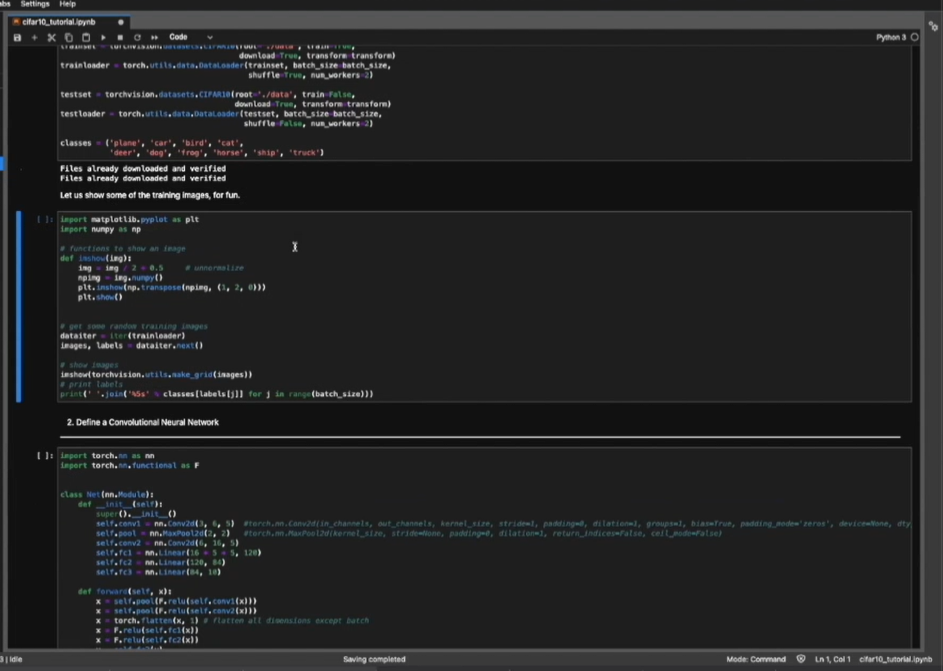 Settings Help
cifar10_tutorial.ipynb
Code
Python 3
trainset = torchvision.datasets.CIFAR10(root='./data', train=True,
download=True, transform=transform)
trainloader = torch.utils.data.DataLoader(trainset, batch_size=batch_size,
shuffle=True, num_workers=2)
testset = torchvision.datasets.CIFAR10(root='./data', train=False,
download=True, transform=transform)
testloader = torch.utils.data.DataLoader(testset, batch_size=batch_size,
shuffle=False, num_workers=2)
classes = ('plane', 'car', 'bird', 'cat',
'deer', 'dog', 'frog', 'horse', 'ship', 'truck')
Files already downloaded and verified
Files already downloaded and verified
Let us show some of the training images, for fun.
[ ]: import matplotlib.pyplot as plt
import numpy as np
# functions to show an image
def imshow(img):
img = img / 2 + 0.5 # unnormalize
npimg = img.numpy()
plt.imshow(np.transpose(npimg, (1, 2, 0)))
plt.show()
# get some random training images
dataiter = iter(trainloader)
images, labels = dataiter.next()
# show images
imshow(torchvision.utils.make_grid(images))
# print labels
print(' '.join('%5s' % classes[labels[j]] for j in range(batch_size)))
2. Define a Convolutional Neural Network
[ ]: import torch.nn as nn
import torch.nn.functional as F
class Net(nn.Module):
def __init__(self):
super().__init__()
self.conv1 = nn.Conv2d(3, 6, 5) #torch.nn.Conv2d(in_channels, out_channels, kernel_size, stride=1, padding=0, dilation=1, groups=1, bias=True, padding_mode='zeros', device=None, dty
self.pool = nn.MaxPool2d(2, 2) #torch.nn.MaxPool2d(kernel_size, stride=None, padding=0, dilation=1, return_indices=False, ceil_mode=False)
self.conv2 = nn.Conv2d(6, 16, 5)
self.fc1 = nn.Linear(16 * 5 * 5, 120)
self.fc2 = nn.Linear(120, 84)
self.fc3 = nn.Linear(84, 10)
def forward(self, x):
x = self.pool(F.relu(self.conv1(x)))
x = self.pool(F.relu(self.conv2(x)))
x = torch.flatten(x, 1) # flatten all dimensions except batch
x = F.relu(self.fc1(x))
x = F.relu(self.fc2(x))
Idle
Saving completed
Mode: Command
Ln 1, Col 1
cifar10_tutorial.ipynb